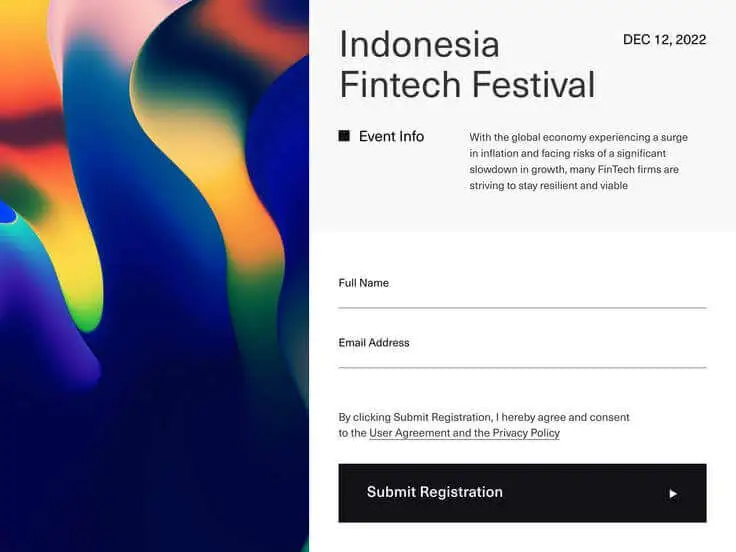 Indonesia
Fintech Festival
DEC 12, 2022
Event Info
With the global economy experiencing a surge
in inflation and facing risks of a significant
slowdown in growth, many FinTech firms are
striving to stay resilient and viable
Full Name
Email Address
By clicking Submit Registration, I hereby agree and consent
to the User Agreement and the Privacy Policy
Submit Registration